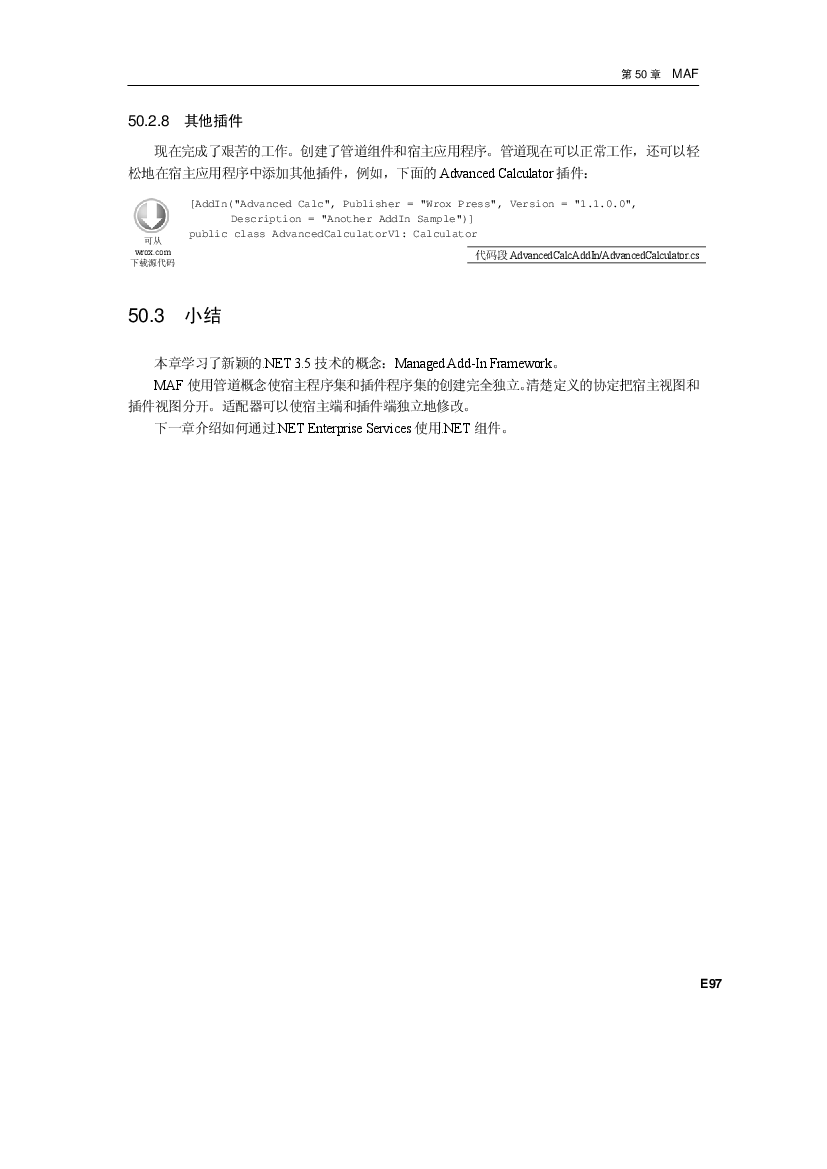 第 50 章 MAF
50.2.8 其他插件
现在完成了艰苦的工作。创建了管道组件和宿主应用程序。管道现在可以正常工作，还可以轻
松地在宿主应用程序中添加其他插件，例如，下面的 Advanced Calculator 插件：
[AddIn("Advanced Calc", Publisher = "Wrox Press", Version = "1.1.0.0",
Description = "Another AddIn Sample")]
public class AdvancedCalculatorV1: Calculator
可从
wrox.com
下载源代码
代码段 AdvancedCalcAddIn/AdvancedCalculator.cs
50.3 小结
本章学习了新颖的.NET 3.5 技术的概念：Managed Add-In Framework。
MAF 使用管道概念使宿主程序集和插件程序集的创建完全独立。清楚定义的协定把宿主视图和
插件视图分开。适配器可以使宿主端和插件端独立地修改。
下一章介绍如何通过.NET Enterprise Services 使用.NET 组件。
E97